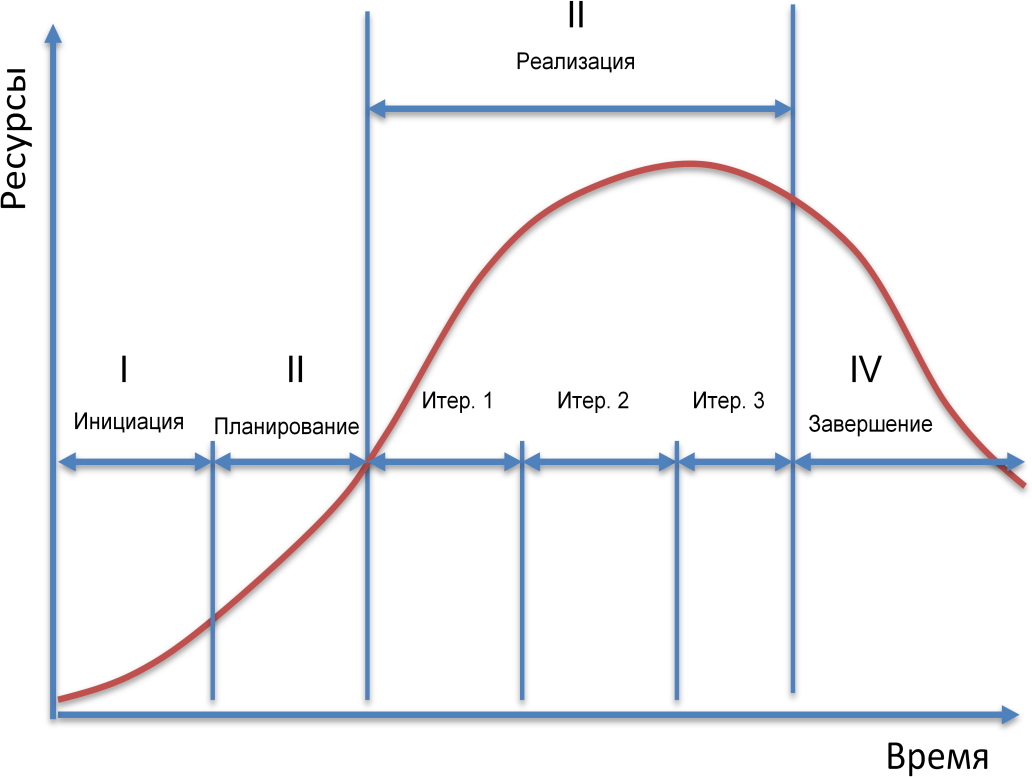 II
Реализация
Ресурсы
I
Инициация
II
Планирование
Итер. 1
Итер. 2
Итер. 3
IV
Завершение
Время